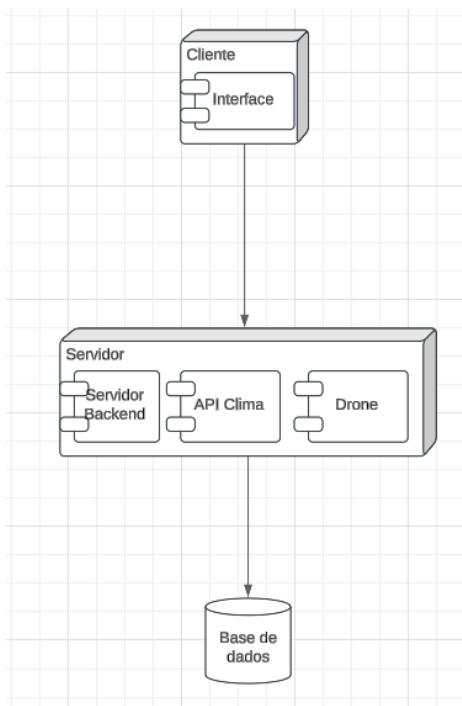 Cliente
Interface
Servidor
Servidor
Backend
API Clima
Drone
Base de
dados